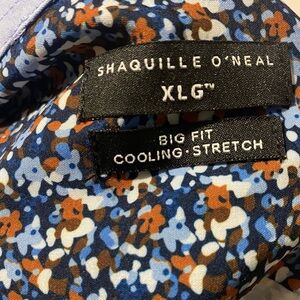 SHAQUILLE O'NEAL
XLG™
BIG FIT
COOLING·STRETCH